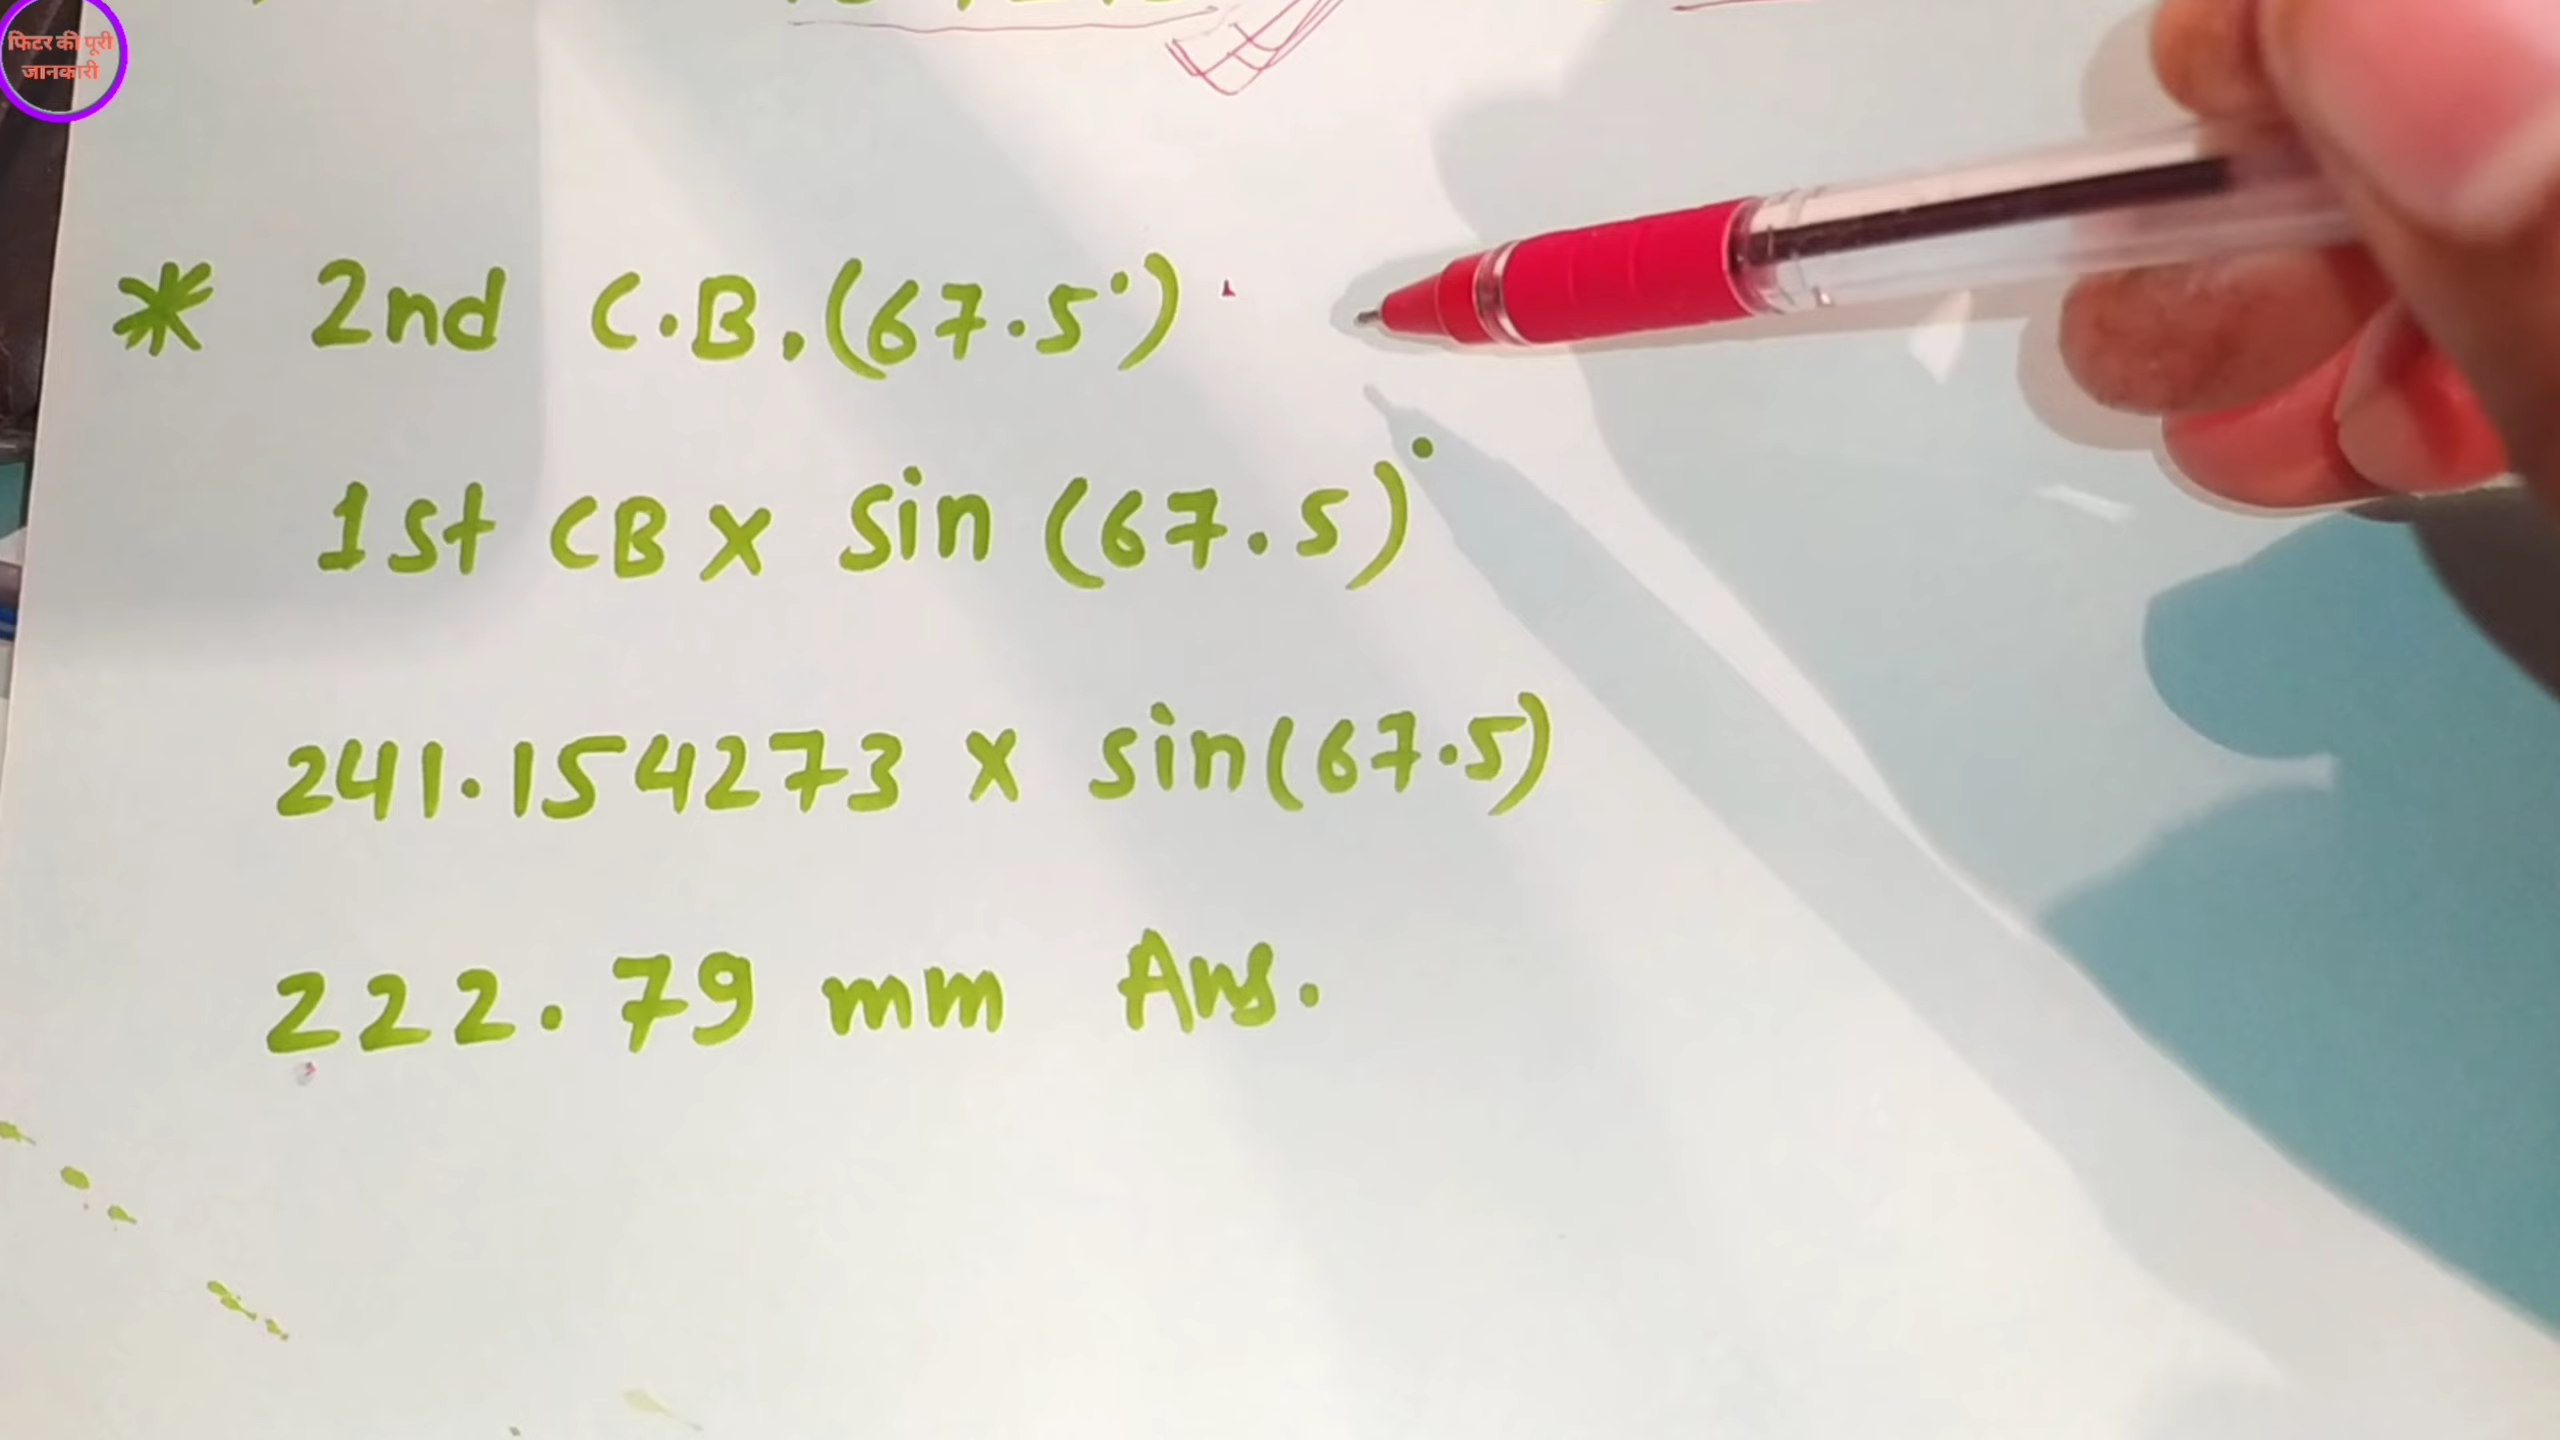 फिटर की पूरी
जानकारी
* 2nd C.B.(67.5°)
1st CB x sin (67.5)°
241.154273 x sin(67.5)
222.79 mm Ans.